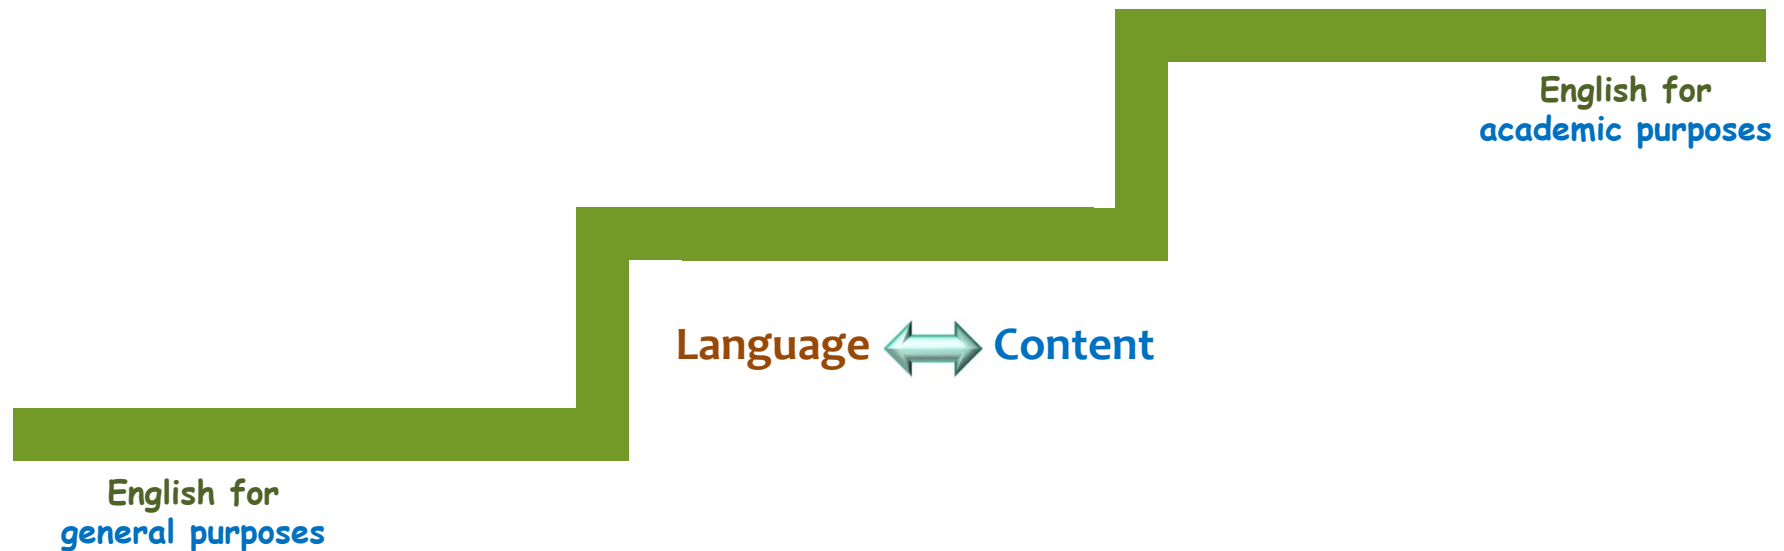 English for
academic purposes
Language Content
English for
general purposes